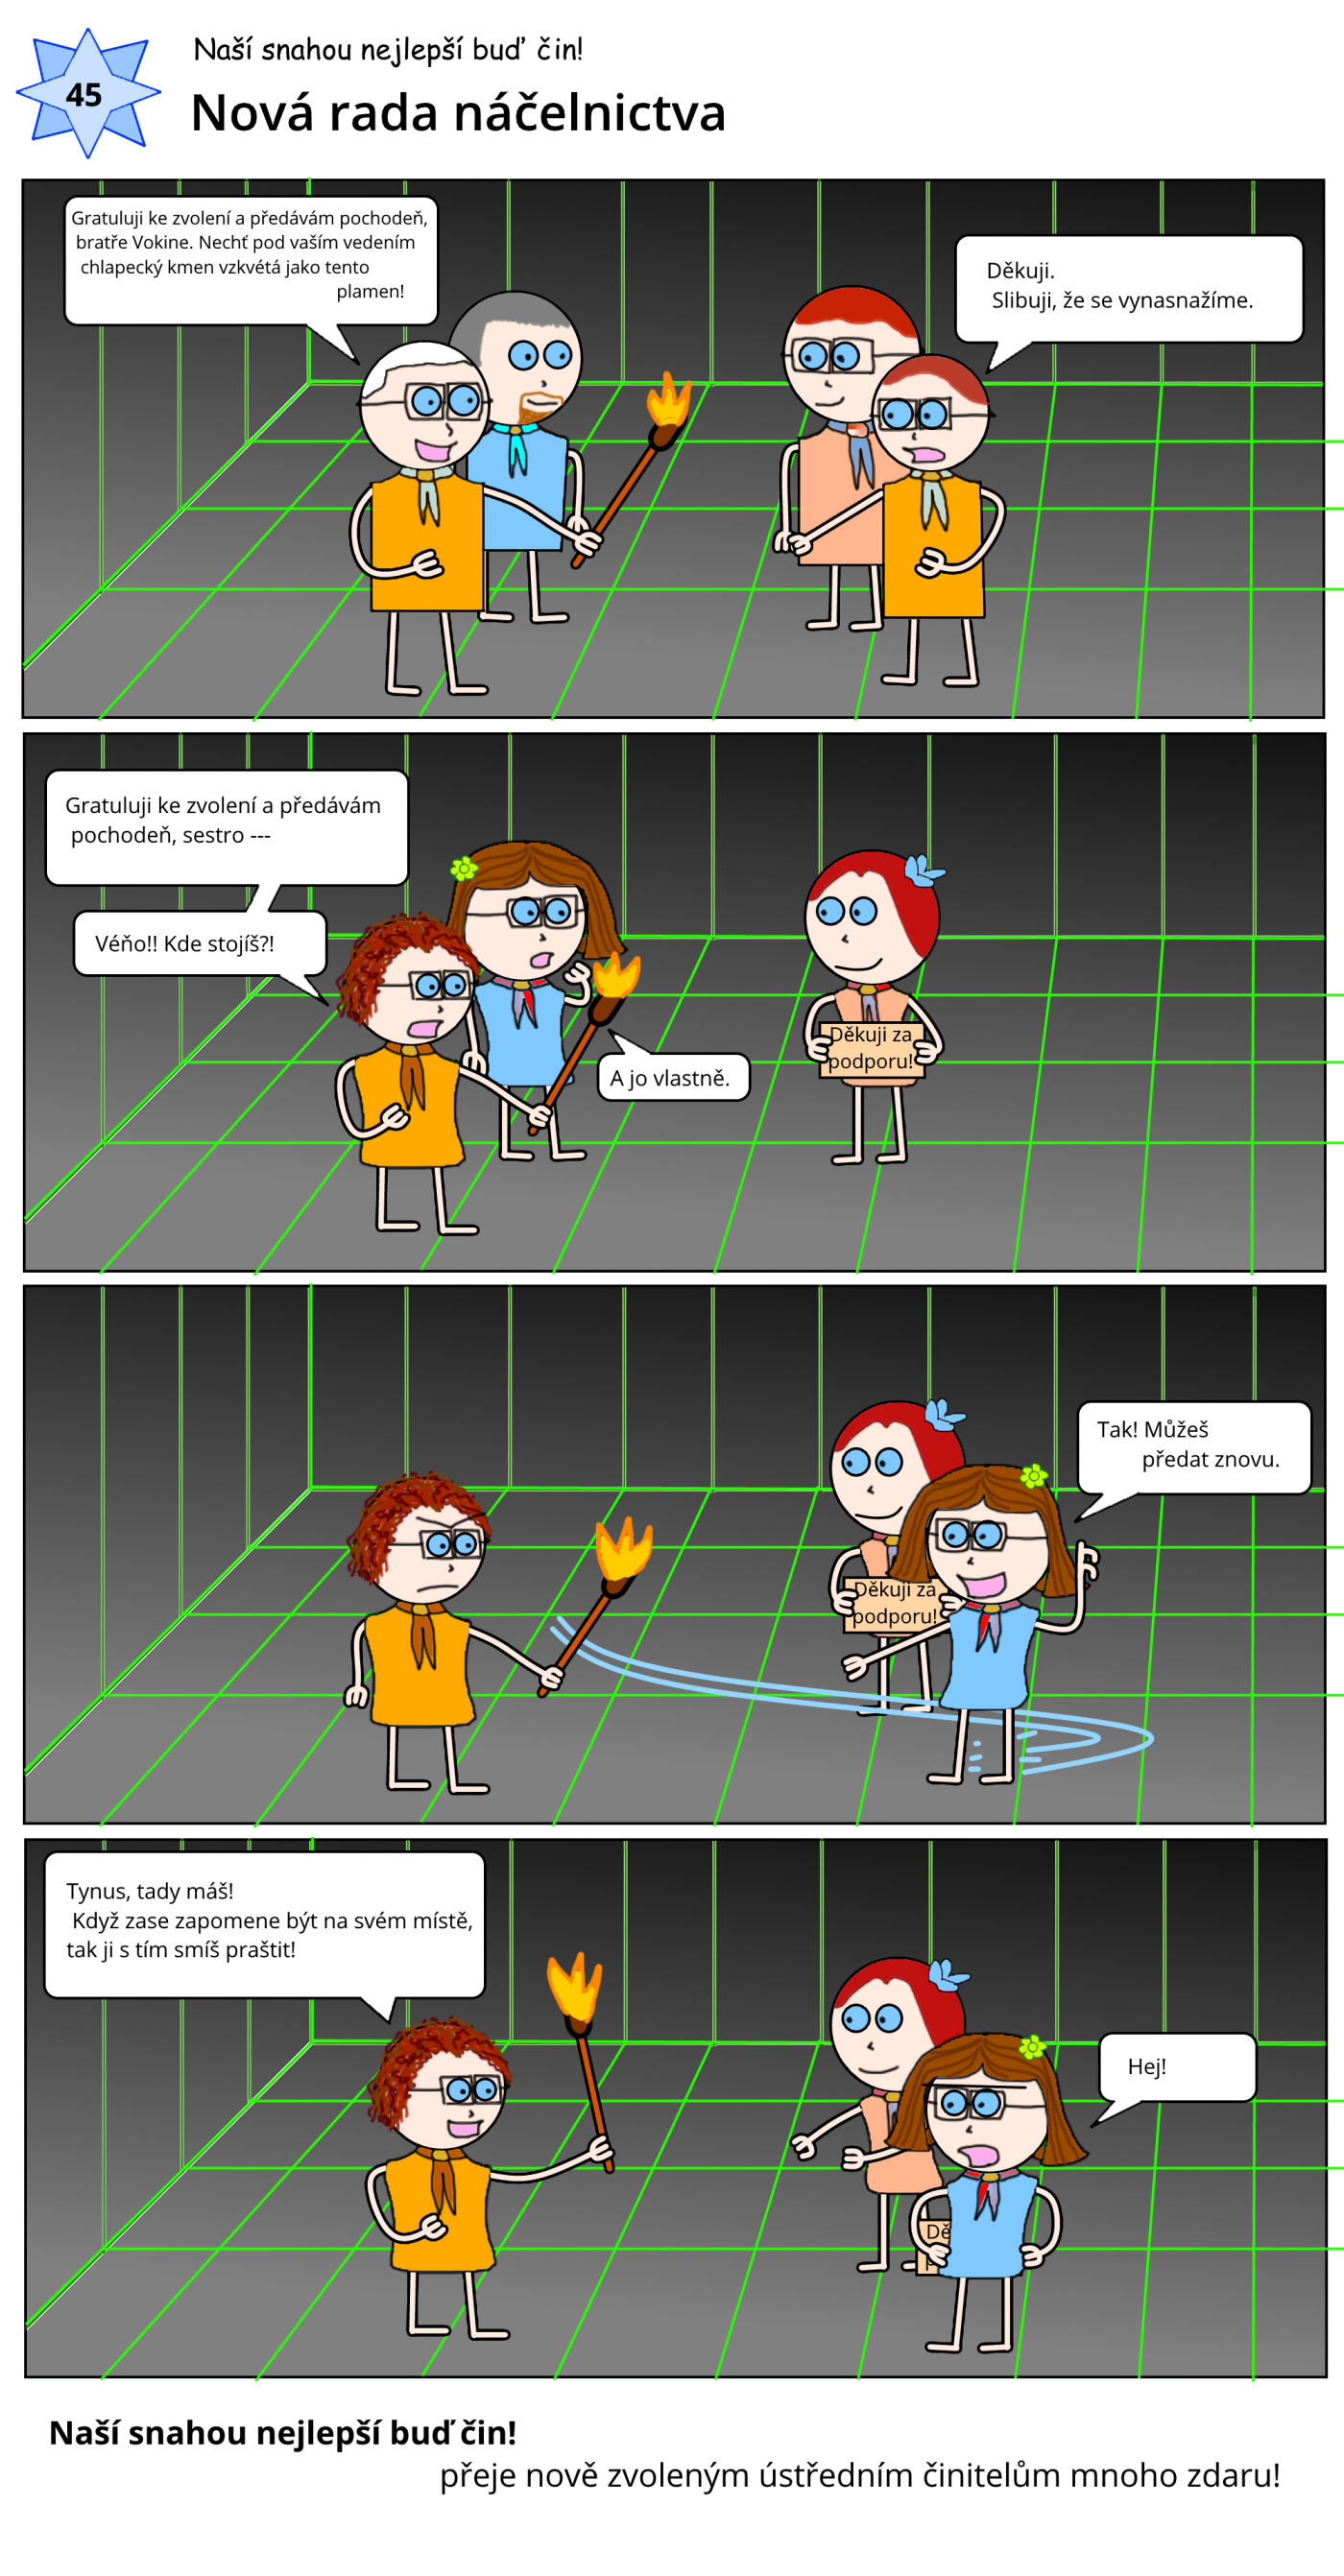 45
Naší snahou nejlepší buď čin!
Nová rada náčelnictva
Gratuluji ke zvolení a předávám pochodeň,
bratře Vokine. Nechť pod vaším vedením
chlapecký kmen vzkvétá jako tento
plamen!
Děkuji.
Slibuji, že se vynasnažíme.
Gratuluji ke zvolení a předávám
pochodeň, sestro ---
Véňo!! Kde stojíš?!
A jo vlastně.
Děkuji za
podporu!
Tak! Můžeš
předat znovu.
Děkuji za
podporu!
Tynus, tady máš!
Když zase zapomene být na svém místě,
tak ji s tím smíš praštit!
Hej!
Dě
Naší snahou nejlepší buď čin!
přeje nově zvoleným ústředním činitelům mnoho zdaru!